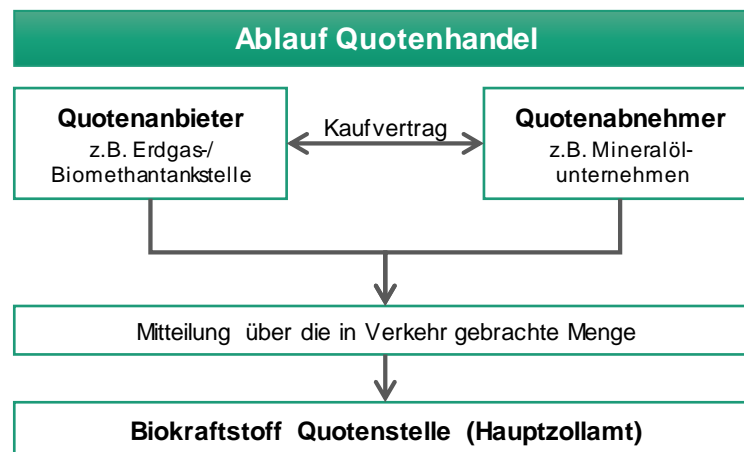 Ablauf Quotenhandel
Quotenanbieter
z.B. Erdgas-/
Biomethantankstelle
Kaufvertrag
Quotenabnehmer
z.B. Mineralöl-
unternehmen
Mitteilung über die in Verkehr gebrachte Menge
Biokraftstoff Quotenstelle (Hauptzollamt)